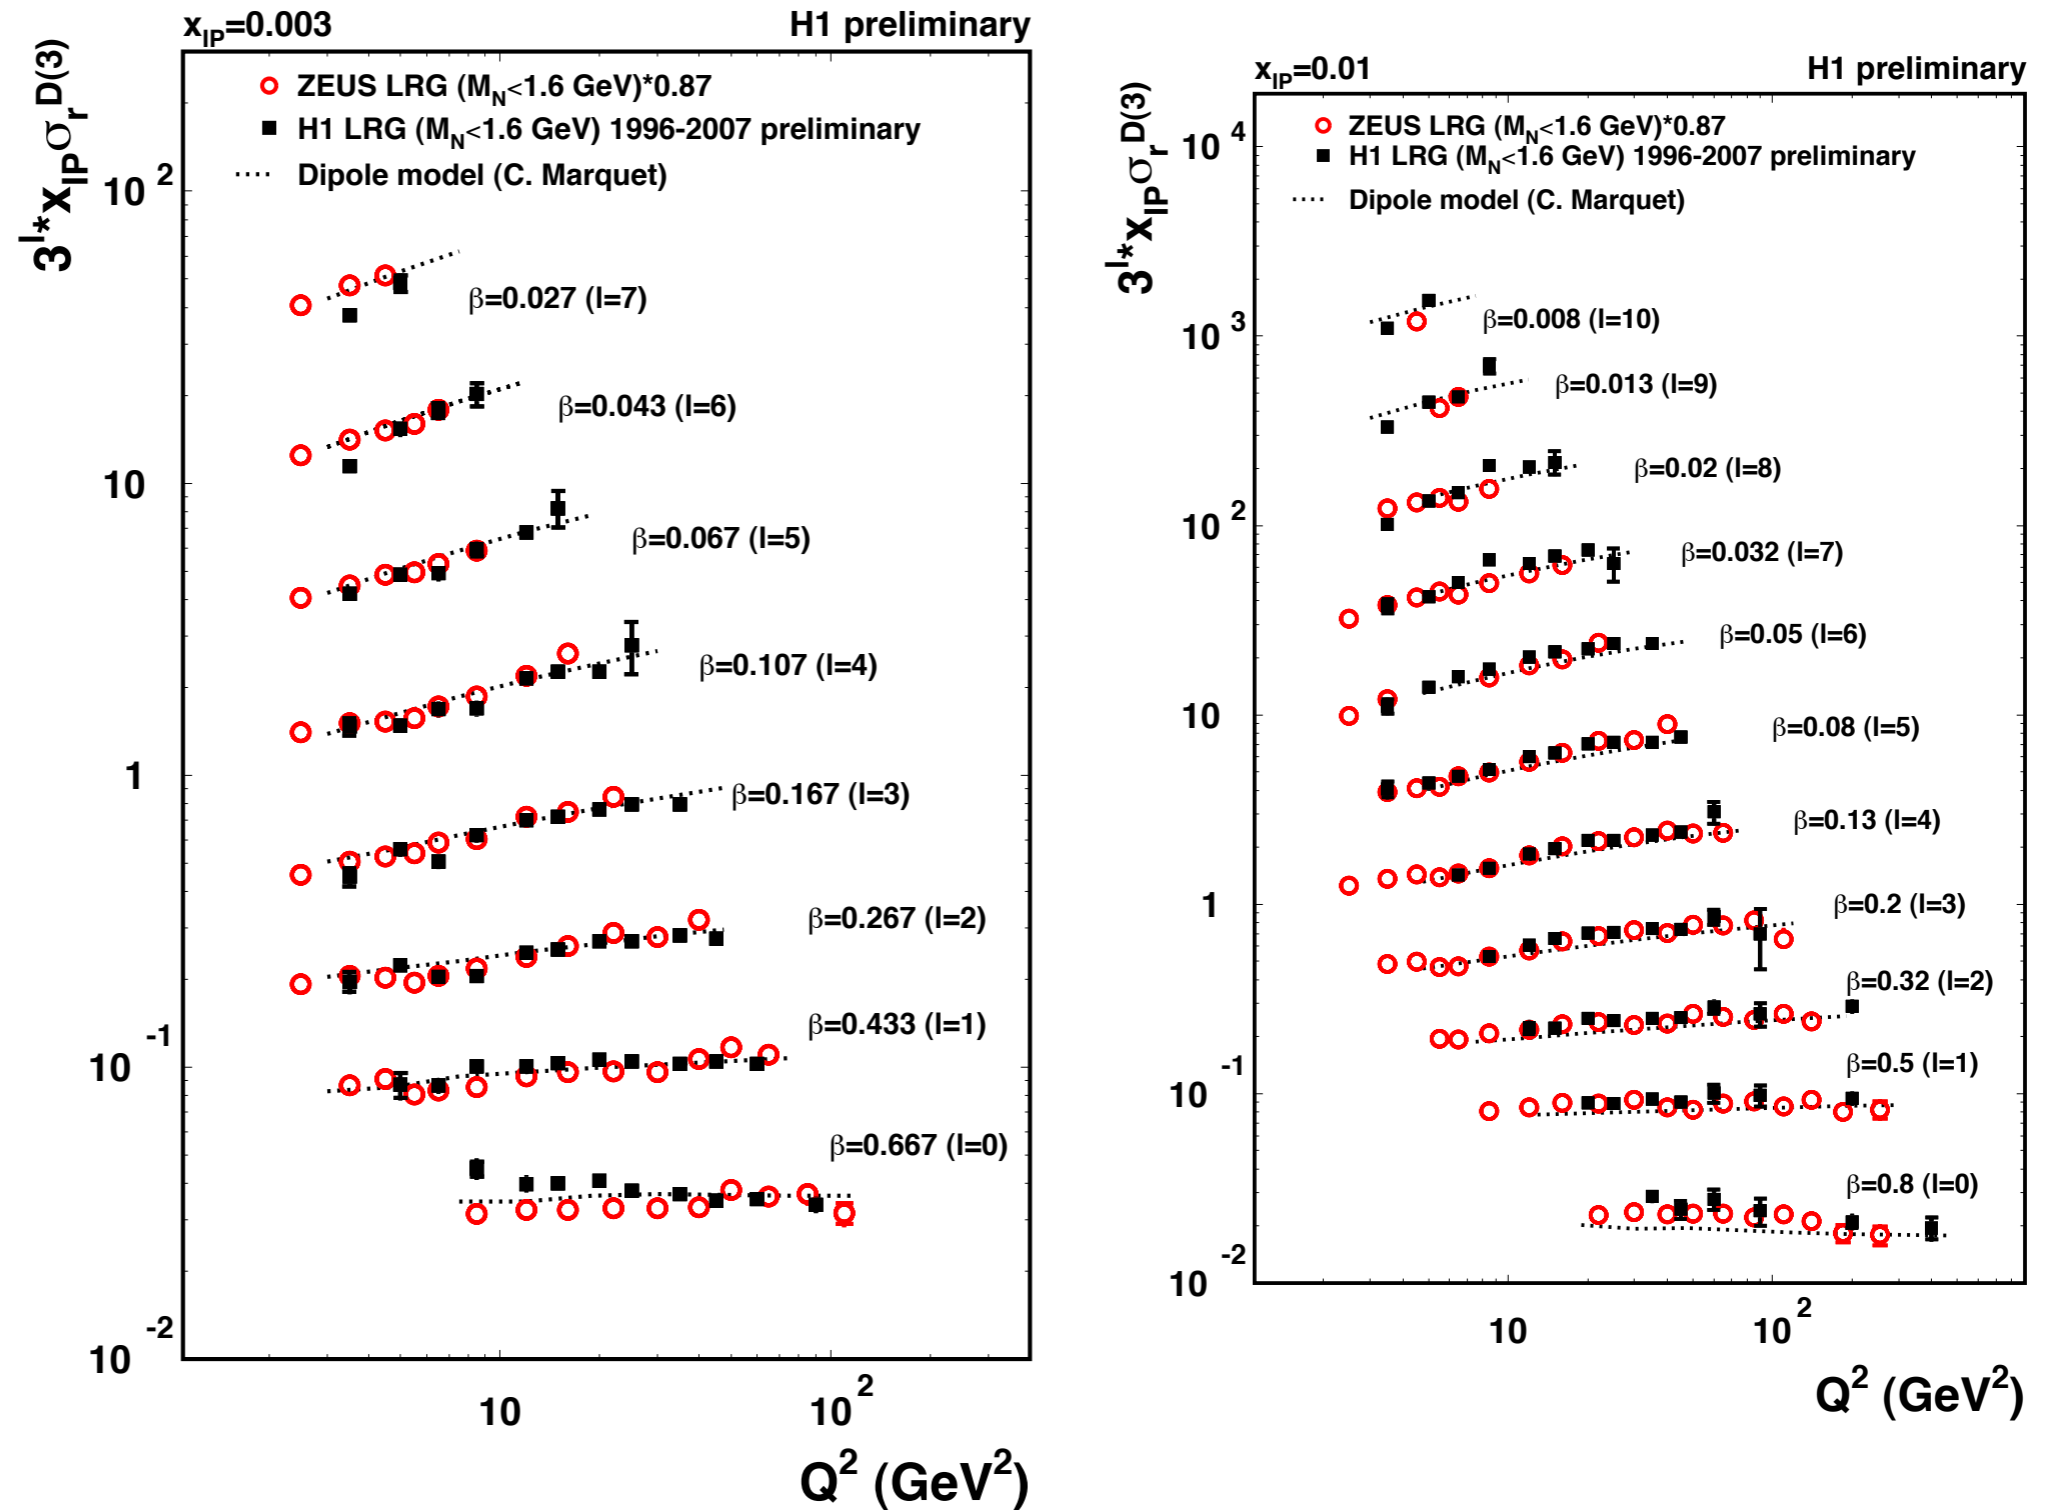 x_IP=0.003 H1 preliminary
3^l*x_IP σ_r^D(3)
ZEUS LRG (M_N<1.6 GeV)*0.87
H1 LRG (M_N<1.6 GeV) 1996-2007 preliminary
Dipole model (C. Marquet)
10^2
β=0.027 (l=7)
β=0.043 (l=6)
10
β=0.067 (l=5)
β=0.107 (l=4)
1
β=0.167 (l=3)
β=0.267 (l=2)
β=0.433 (l=1)
10^-1
β=0.667 (l=0)
10^-2
10 10^2
Q^2 (GeV^2)
x_IP=0.01 H1 preliminary
3^l*x_IP σ_r^D(3)
ZEUS LRG (M_N<1.6 GeV)*0.87
H1 LRG (M_N<1.6 GeV) 1996-2007 preliminary
Dipole model (C. Marquet)
10^4
β=0.008 (l=10)
10^3
β=0.013 (l=9)
β=0.02 (l=8)
10^2
β=0.032 (l=7)
β=0.05 (l=6)
10
β=0.08 (l=5)
β=0.13 (l=4)
1
β=0.2 (l=3)
β=0.32 (l=2)
β=0.5 (l=1)
10^-1
β=0.8 (l=0)
10^-2
10 10^2
Q^2 (GeV^2)